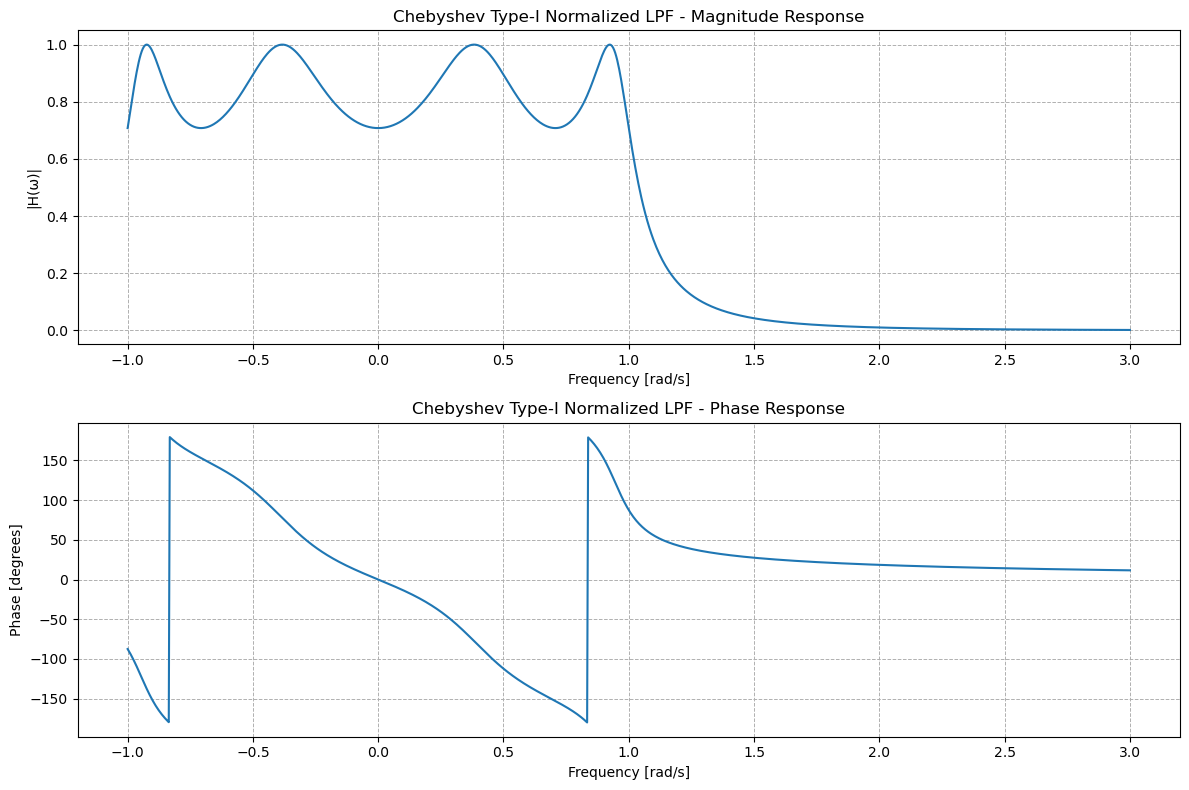 Chebyshev Type-I Normalized LPF - Magnitude Response
|H(ω)|
1.0
0.8
0.6
0.4
0.2
0.0
−1.0 −0.5 0.0 0.5 1.0 1.5 2.0 2.5 3.0
Frequency [rad/s]
Chebyshev Type-I Normalized LPF - Phase Response
Phase [degrees]
150
100
50
0
−50
−100
−150
−1.0 −0.5 0.0 0.5 1.0 1.5 2.0 2.5 3.0
Frequency [rad/s]